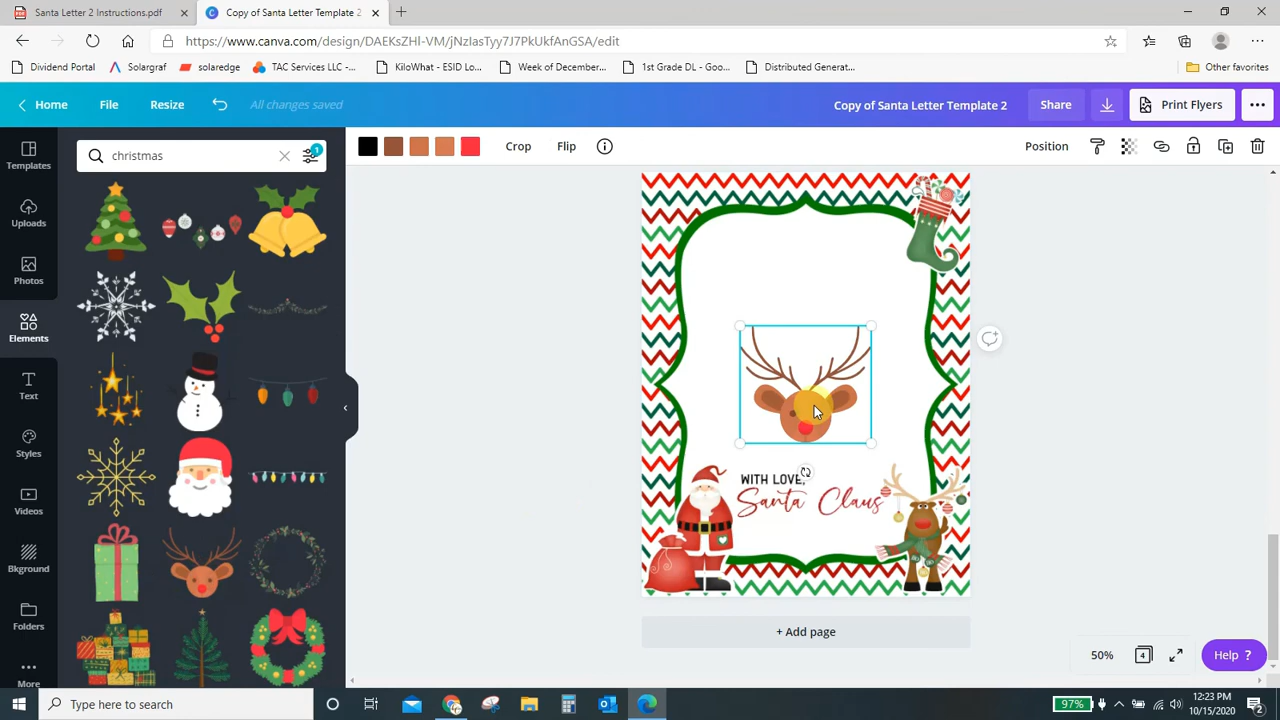 Santa Letter 2 Instructions.pdf
Copy of Santa Letter Template 2
https://www.canva.com/design/DAEKsZHl-VM/jNzIasTyy7J7PkUkfAnGSA/edit
Dividend Portal
Solargraf
solaredge
TAC Services LLC -...
KiloWhat - ESID Lo...
Week of December...
1st Grade DL - Goo...
Distributed Generat...
Other favorites
Home
File
Resize
All changes saved
Copy of Santa Letter Template 2
Share
Print Flyers
Templates
Uploads
Photos
Elements
Text
Styles
Videos
Bkground
Folders
More
christmas
1
Crop
Flip
Position
WITH LOVE,
Santa Claus
+ Add page
50%
4
Help ?
Type here to search
97%
12:23 PM
10/15/2020
2